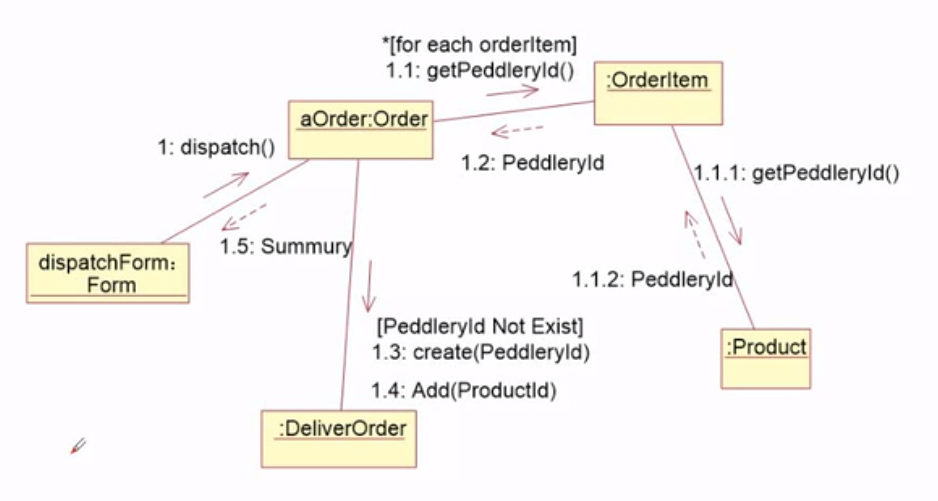 *[for each orderItem]
1.1: getPeddleryId()
:OrderItem
aOrder:Order
1: dispatch()
1.2: PeddleryId
1.1.1: getPeddleryId()
1.5: Summury
dispatchForm：
Form
1.1.2: PeddleryId
[PeddleryId Not Exist]
1.3: create(PeddleryId)
:Product
1.4: Add(ProductId)
:DeliverOrder